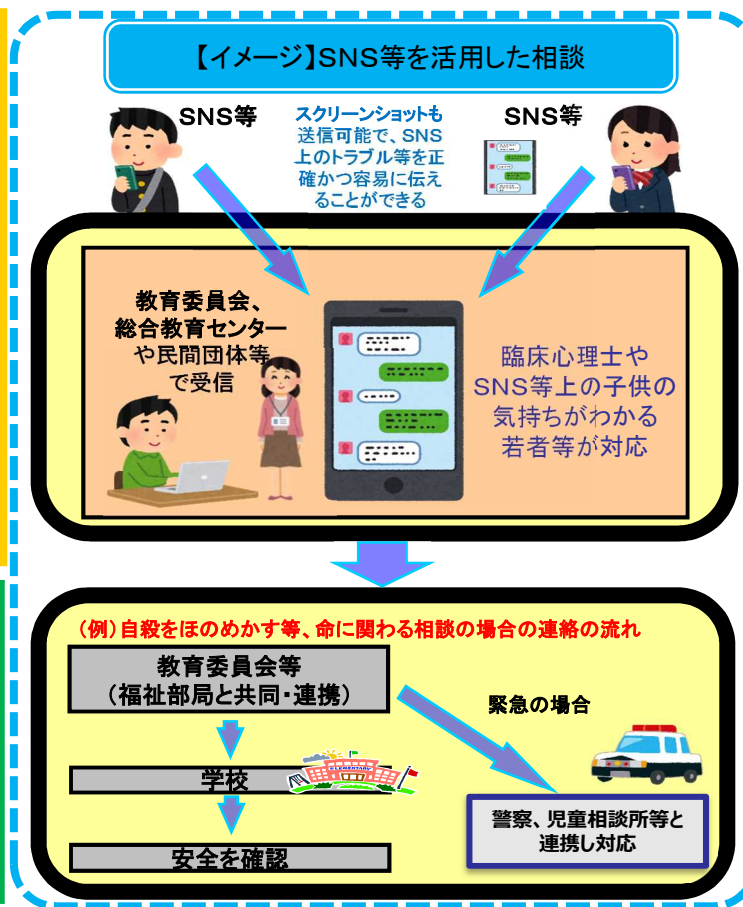 【イメージ】SNS等を活用した相談
SNS等
スクリーンショットも
送信可能で、SNS
上のトラブル等を正
確かつ容易に伝え
ることができる
SNS等
教育委員会、
総合教育センター
や民間団体等
で受信
臨床心理士や
SNS等上の子供の
気持ちがわかる
若者等が対応
(例)自殺をほのめかす等、命に関わる相談の場合の連絡の流れ
教育委員会等
(福祉部局と共同・連携)
緊急の場合
学校
ELEMENTARY
警察、児童相談所等と
連携し対応
安全を確認